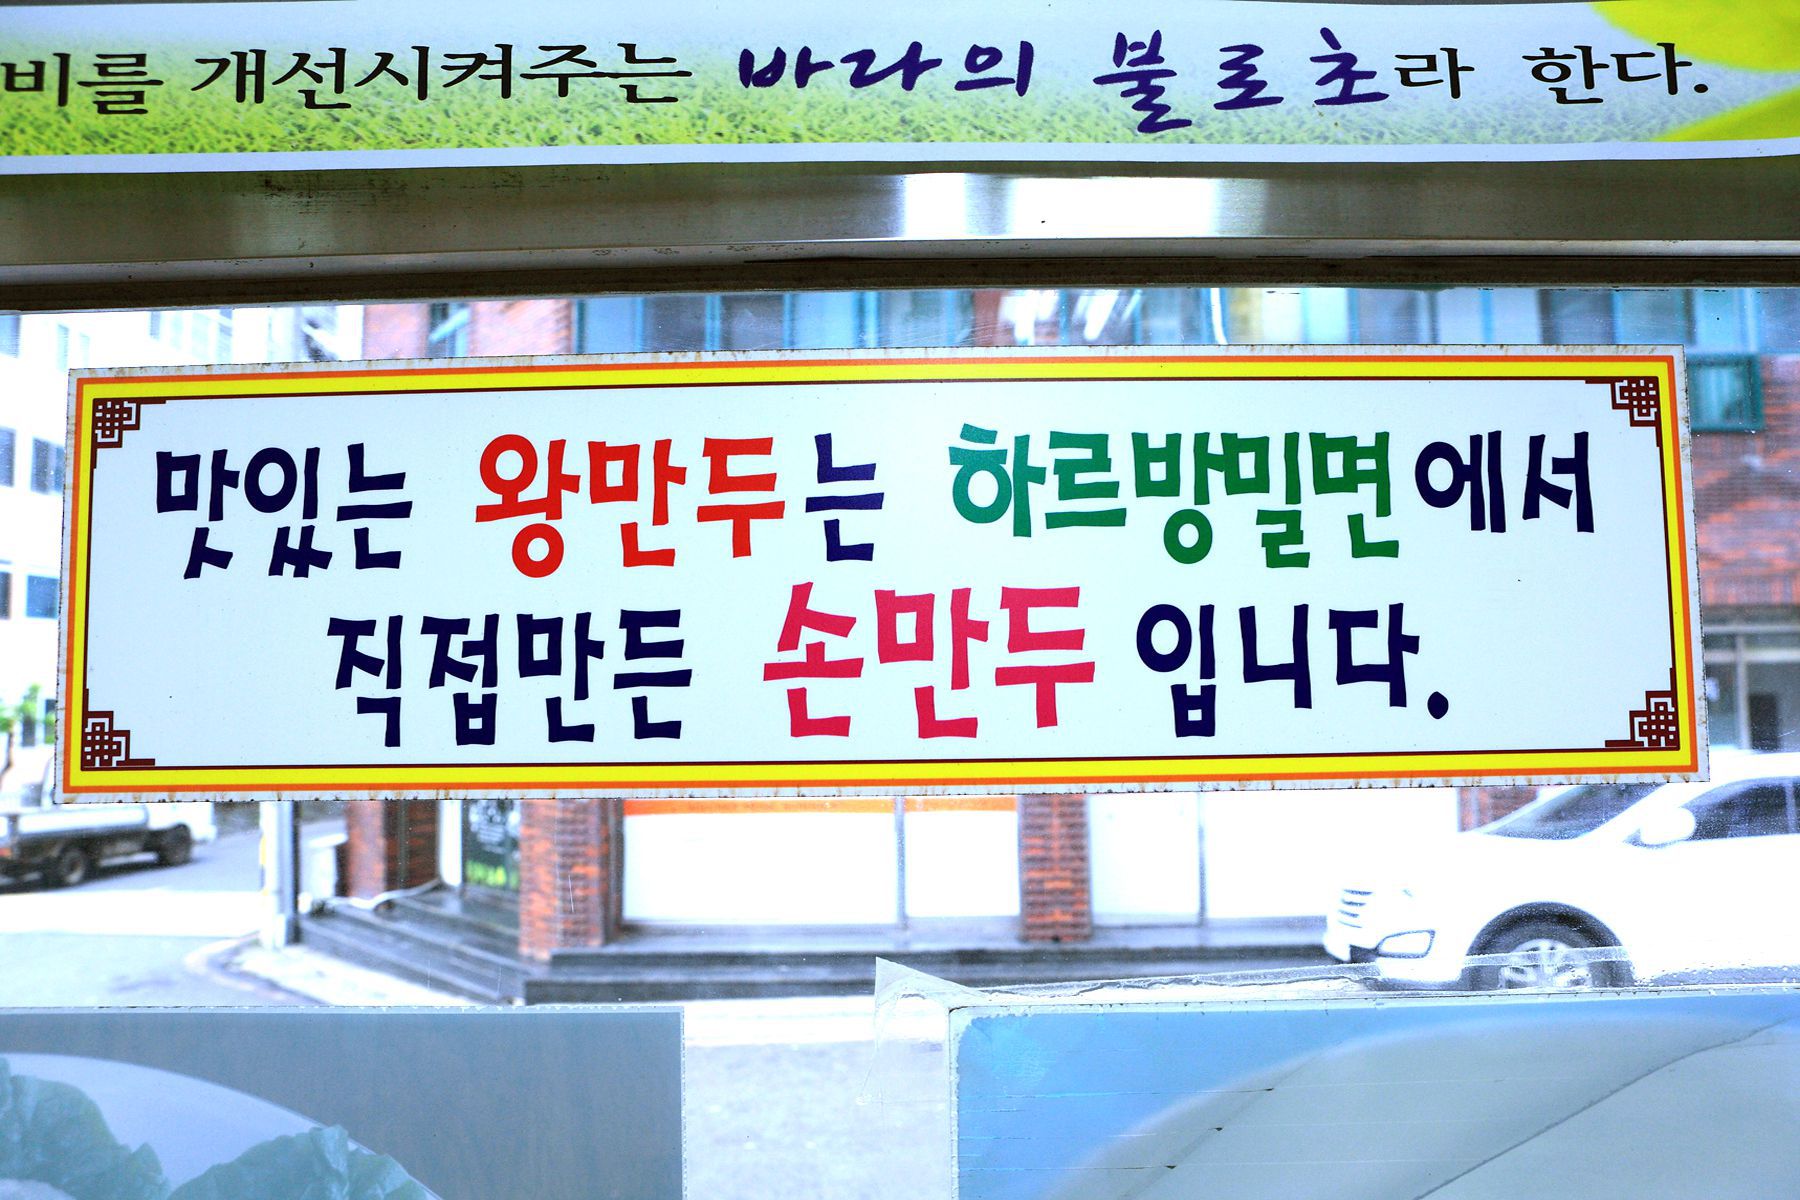 비를 개선시켜주는 바라의 불로초라 한다.
맛있는 왕만두는 하르방밀면에서
직접만든 손만두 입니다.